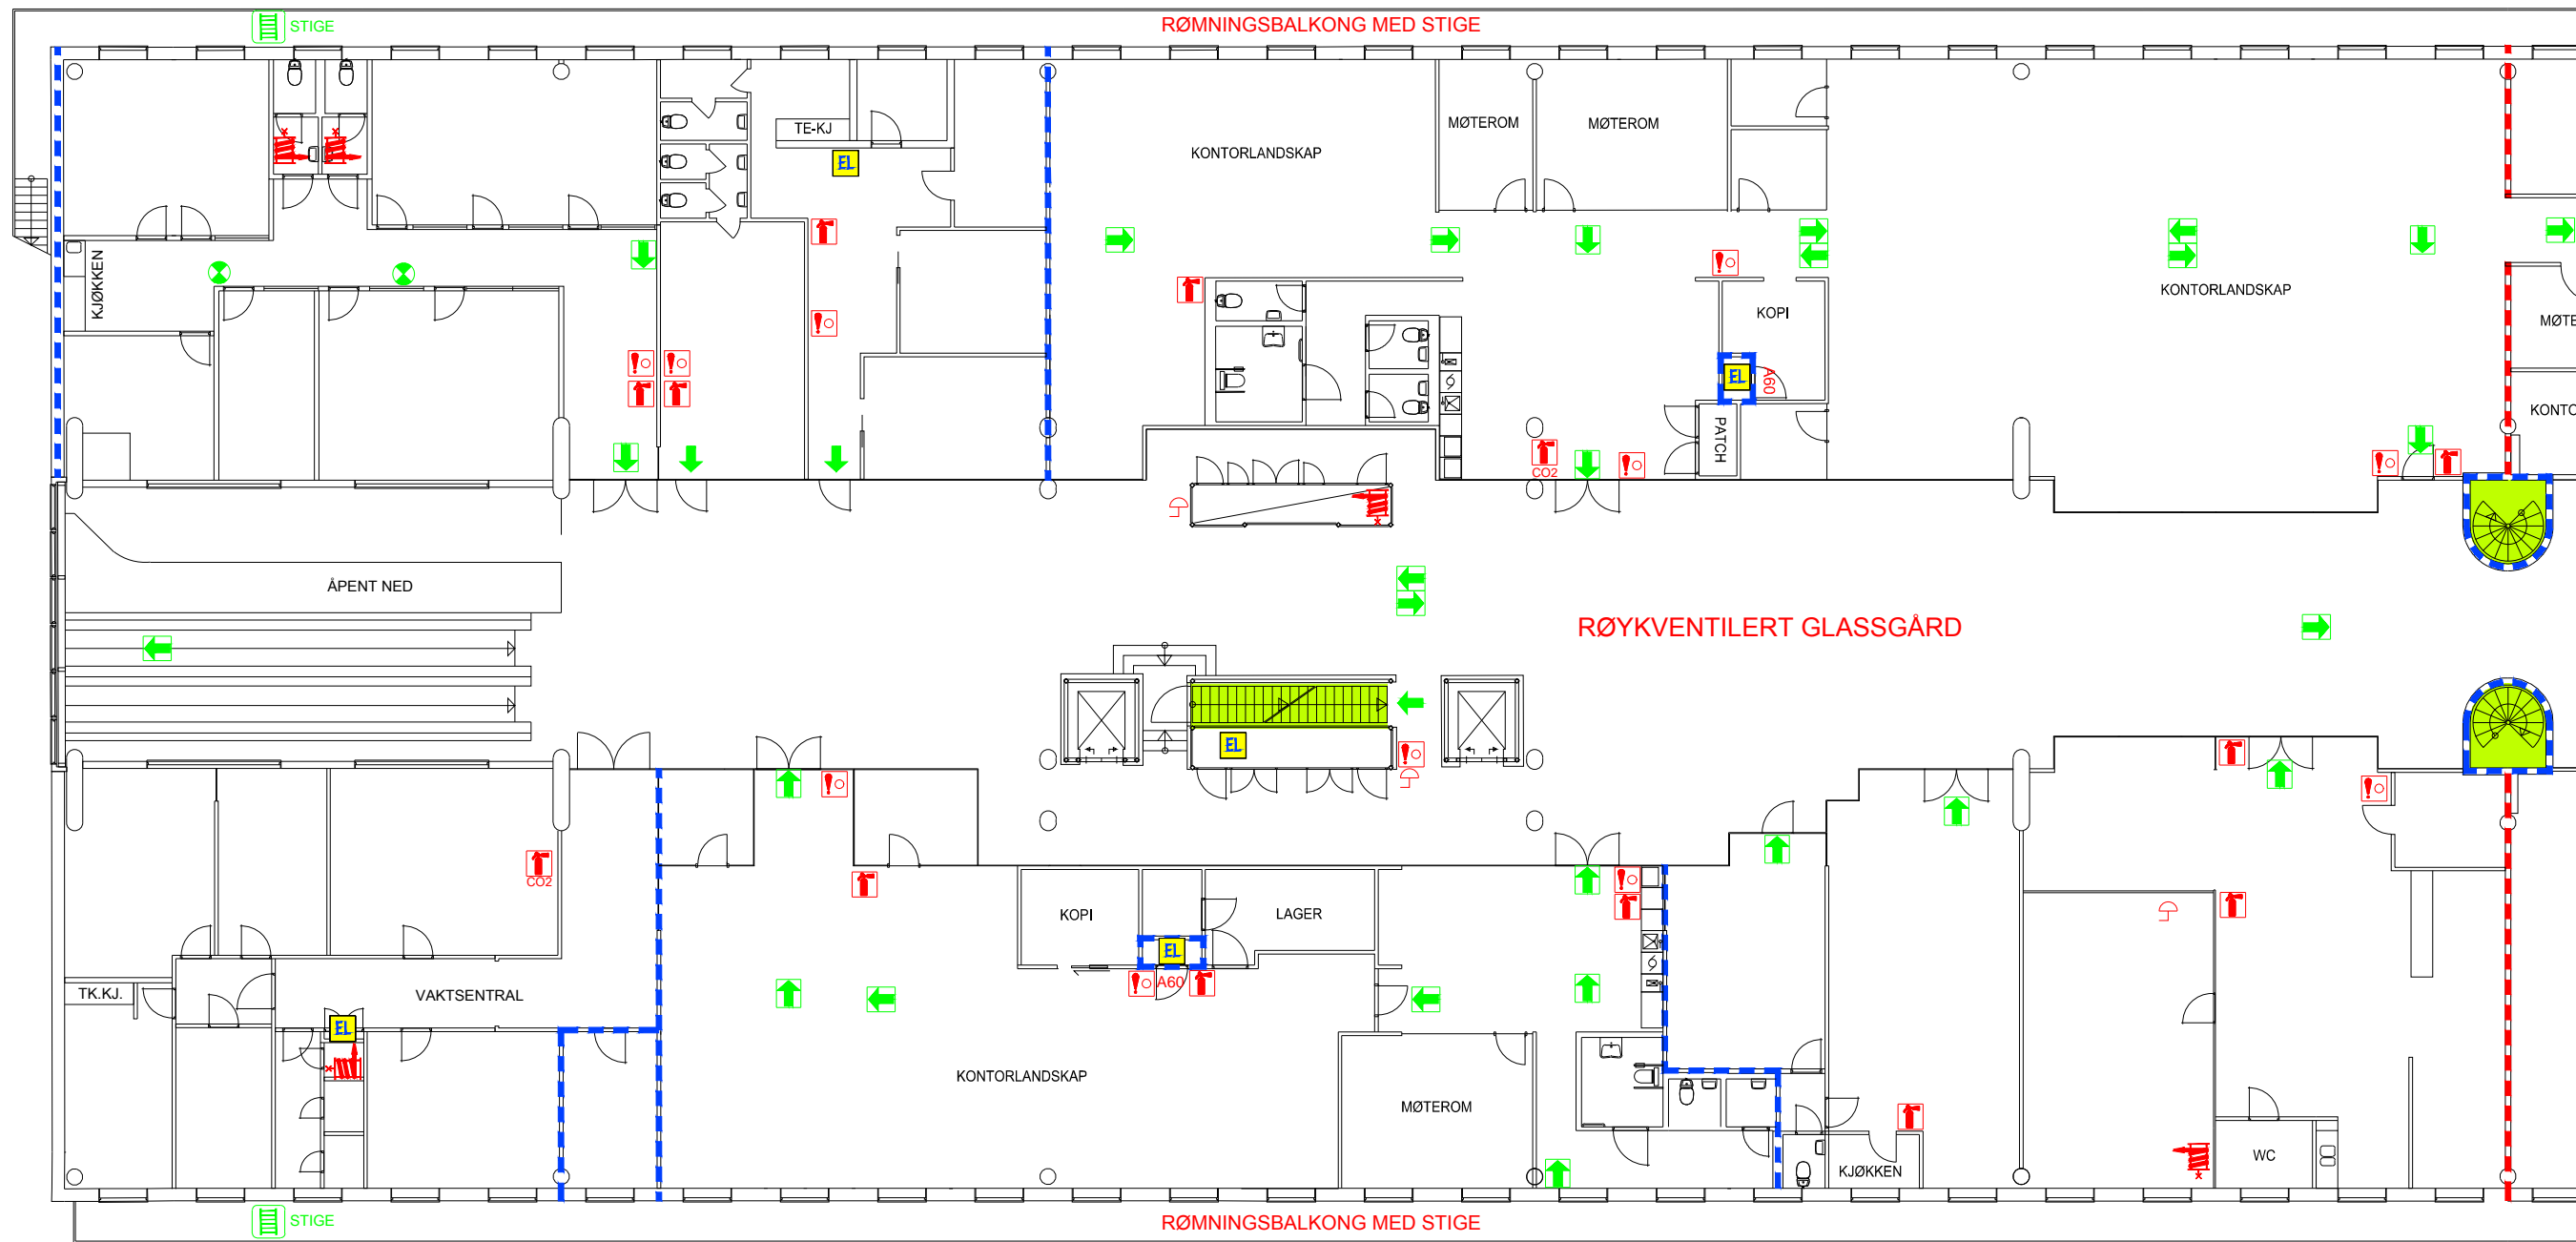 STIGE
RØMNINGSBALKONG MED STIGE
TE-KJ
EL
KONTORLANDSKAP
MØTEROM
MØTEROM
KJØKKEN
KONTORLANDSKAP
KOPI
MØTE
EL
A60
KONTO
PATCH
CO2
ÅPENT NED
RØYKVENTILERT GLASSGÅRD
EL
CO2
KOPI
LAGER
EL
A60
TK.KJ.
VAKTSENTRAL
EL
KONTORLANDSKAP
MØTEROM
KJØKKEN
WC
STIGE
RØMNINGSBALKONG MED STIGE